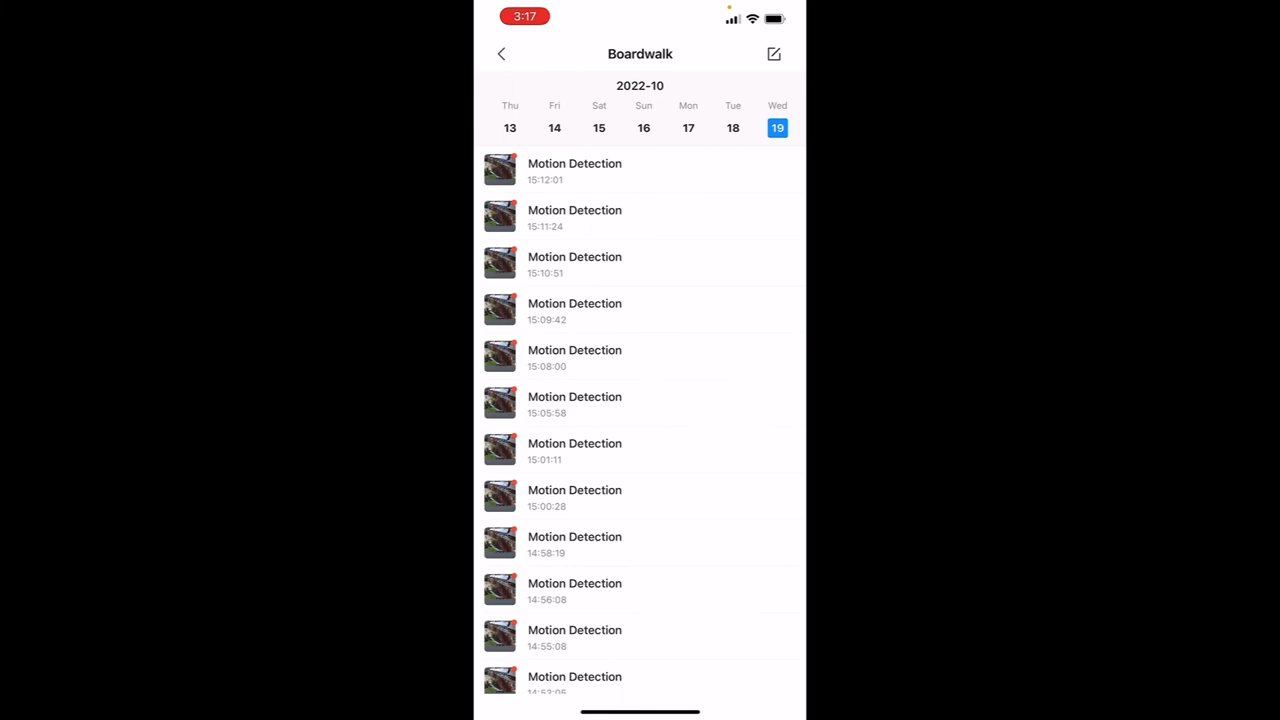 3:17
Boardwalk
2022-10
Thu Fri Sat Sun Mon Tue Wed
13 14 15 16 17 18 19
Motion Detection
15:12:01
Motion Detection
15:11:24
Motion Detection
15:10:51
Motion Detection
15:09:42
Motion Detection
15:08:00
Motion Detection
15:05:58
Motion Detection
15:01:11
Motion Detection
15:00:28
Motion Detection
14:58:19
Motion Detection
14:56:08
Motion Detection
14:55:08
Motion Detection
14:53:05